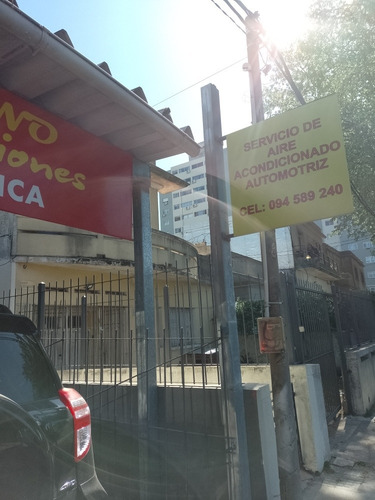 NO
iones
ICA
SERVICIO DE
AIRE
ACONDICIONADO
AUTOMOTRIZ
CEL: 094 589 240